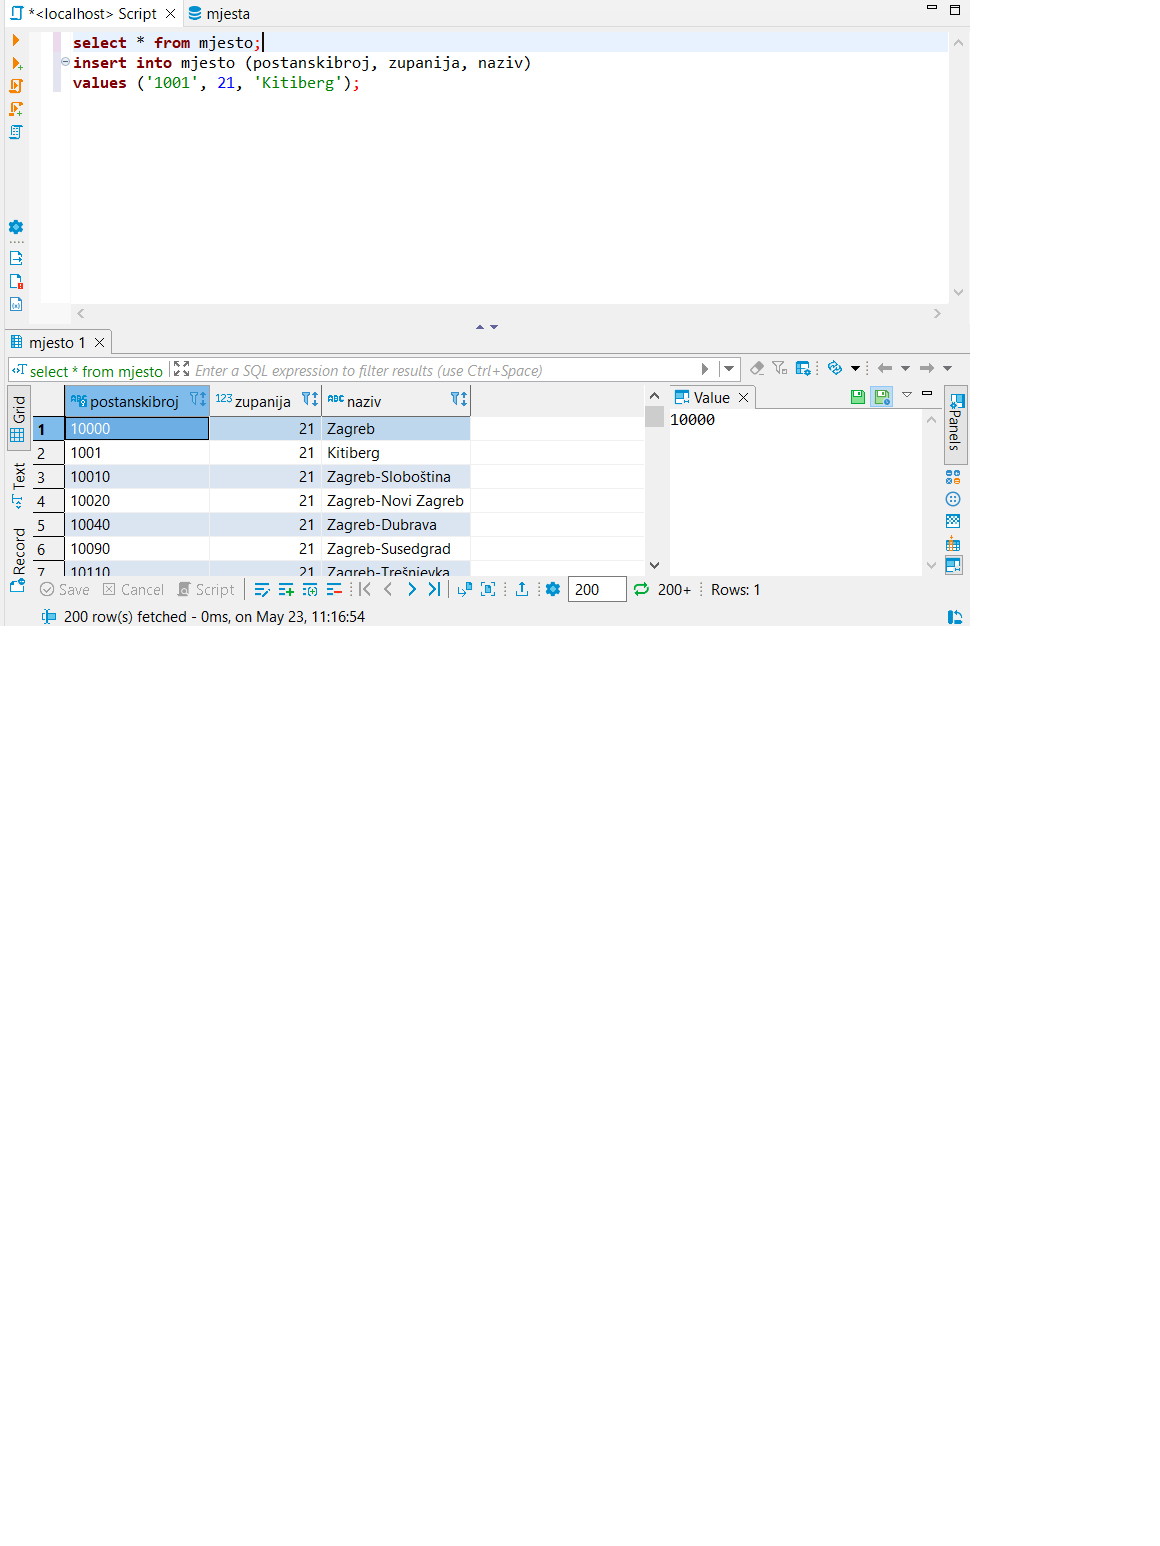 *<localhost> Script
mjesta
select * from mjesto;
insert into mjesto (postanskibroj, zupanija, naziv)
values ('1001', 21, 'Kitiberg');
mjesto 1
select * from mjesto
Enter a SQL expression to filter results (use Ctrl+Space)
Grid
Text
Record
postanskibroj 123 zupanija ABC naziv
1 10000 21 Zagreb
2 1001 21 Kitiberg
3 10010 21 Zagreb-Sloboština
4 10020 21 Zagreb-Novi Zagreb
5 10040 21 Zagreb-Dubrava
6 10090 21 Zagreb-Susedgrad
7 10110 21 Zagreb-Trešnjevka
Value
10000
Panels
Save Cancel Script 200 200+ Rows: 1
200 row(s) fetched - 0ms, on May 23, 11:16:54